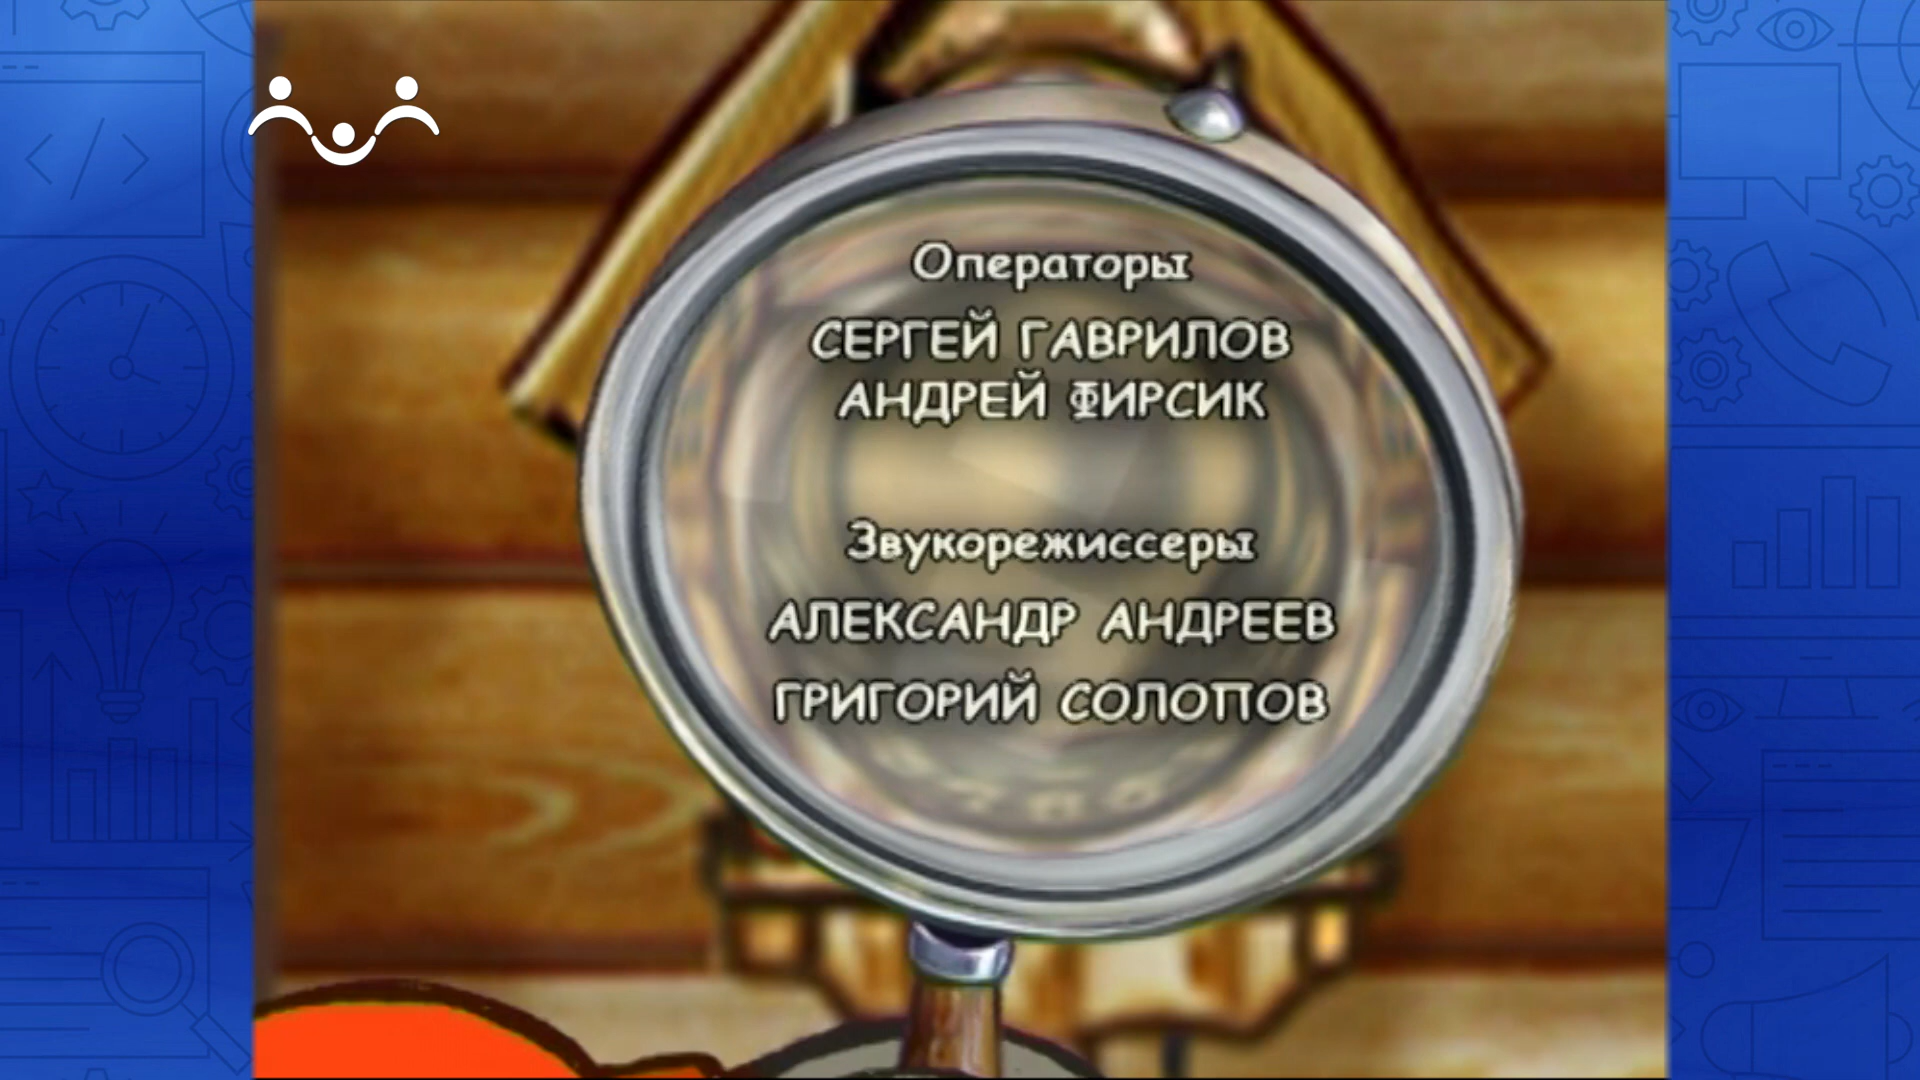 Операторы
СЕРГЕЙ ГАВРИЛОВ
АНДРЕЙ ФИРСИК
Звукорежиссеры
АЛЕКСАНДР АНДРЕЕВ
ГРИГОРИЙ СОЛОПОВ